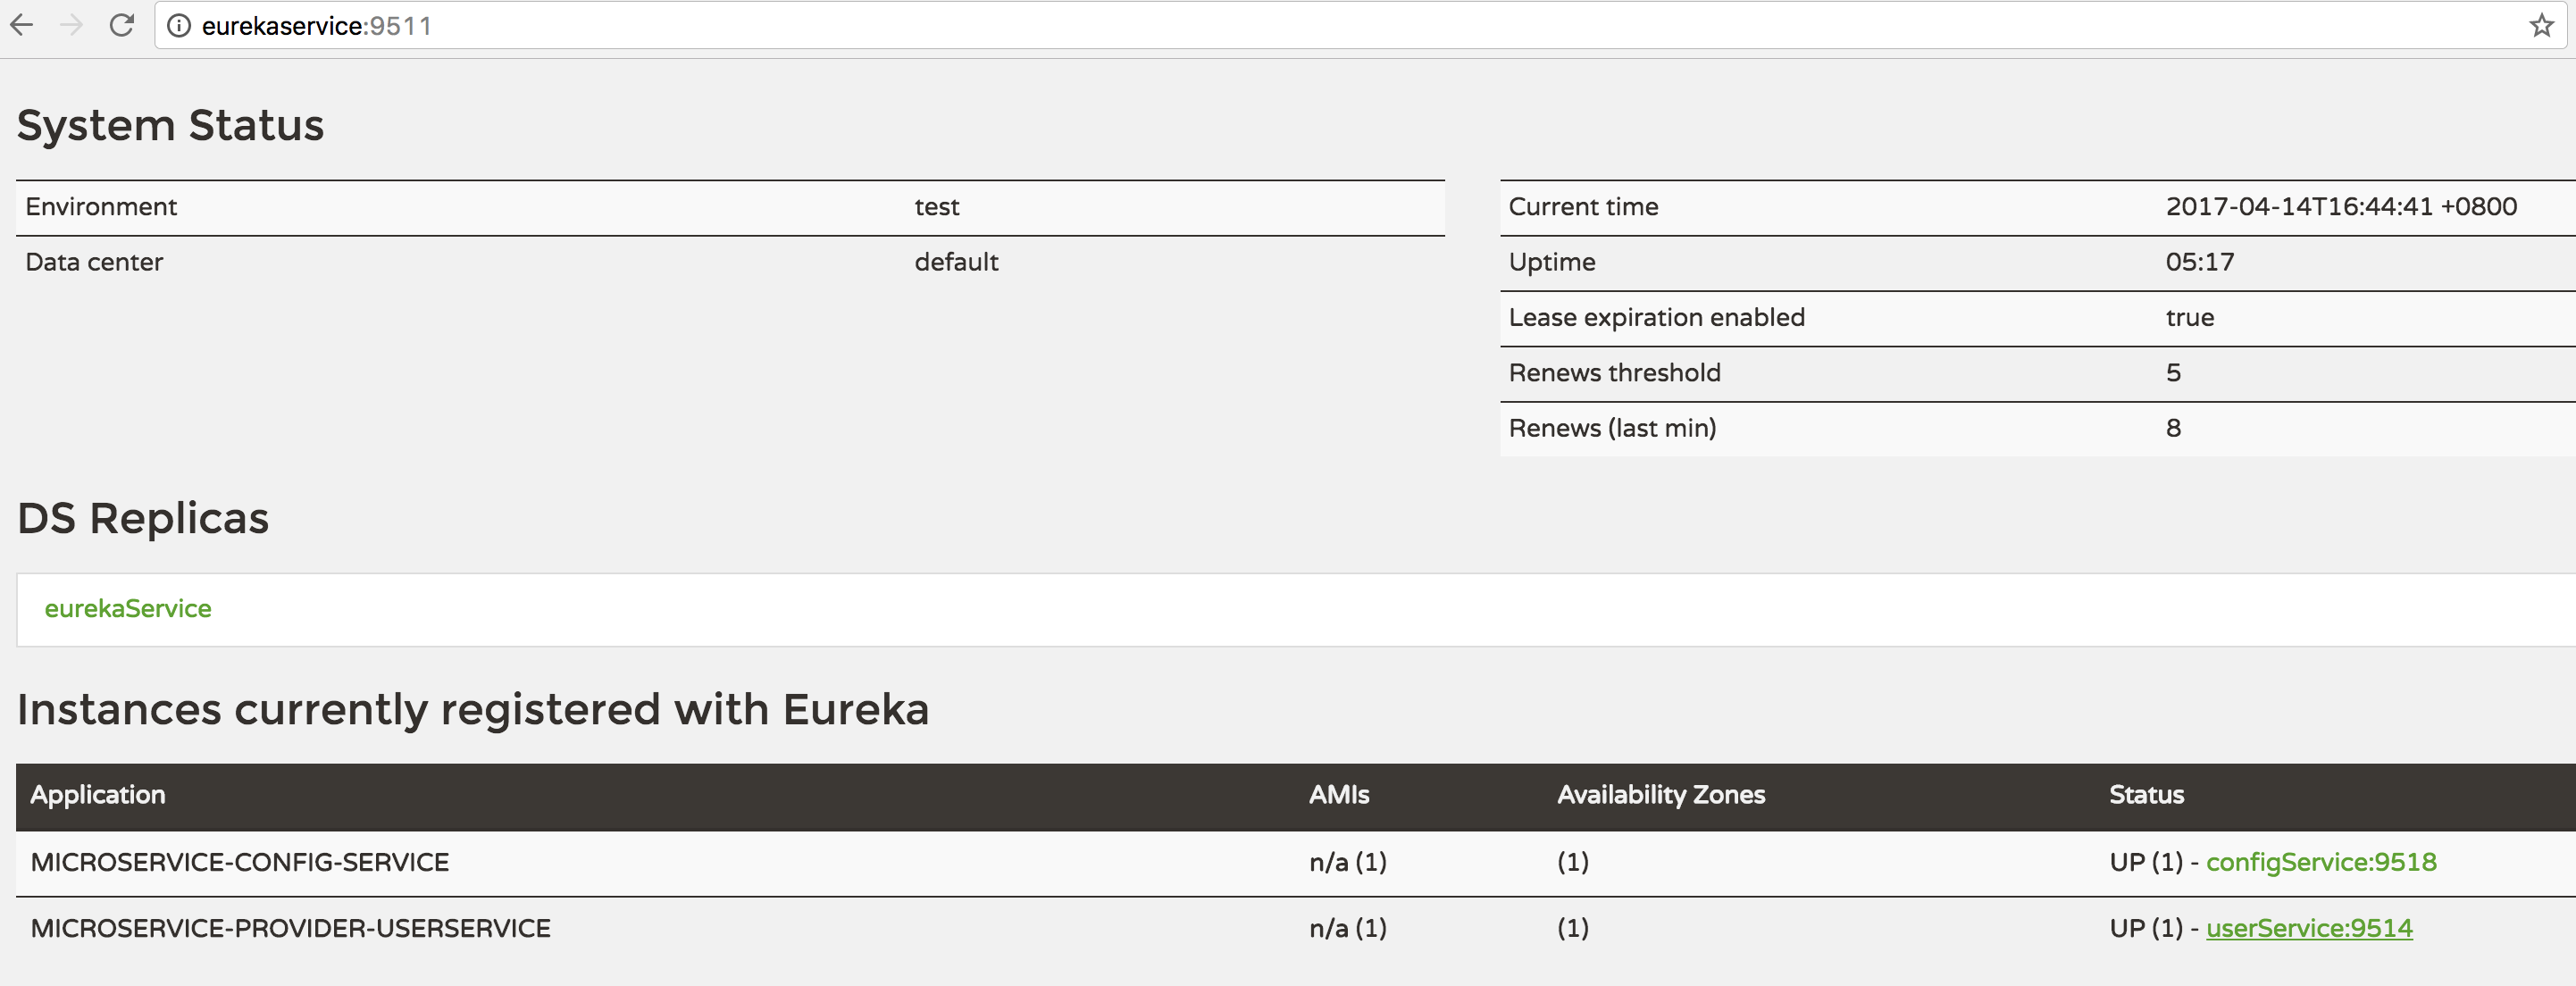 eurekaservice:9511
System Status
Environment test
Data center default
Current time 2017-04-14T16:44:41 +0800
Uptime 05:17
Lease expiration enabled true
Renews threshold 5
Renews (last min) 8
DS Replicas
eurekaService
Instances currently registered with Eureka
Application AMIs Availability Zones Status
MICROSERVICE-CONFIG-SERVICE n/a (1) (1) UP (1) - configService:9518
MICROSERVICE-PROVIDER-USERSERVICE n/a (1) (1) UP (1) - userService:9514